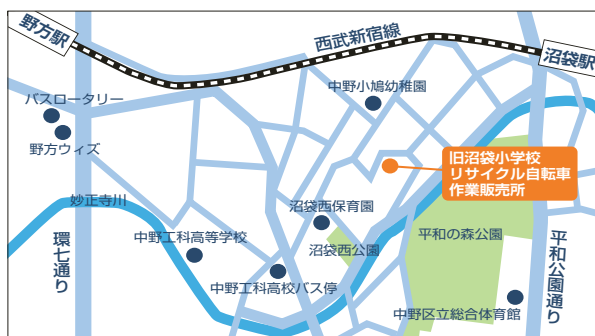 野方駅
西武新宿線
沼袋駅
バスロータリー
野方ウィズ
中野小鳩幼稚園
旧沼袋小学校
リサイクル自転車
作業販売所
妙正寺川
沼袋西保育園
環七通り
中野工科高等学校
沼袋西公園
平和の森公園
平和公園通り
中野工科高校バス停
中野区立総合体育館